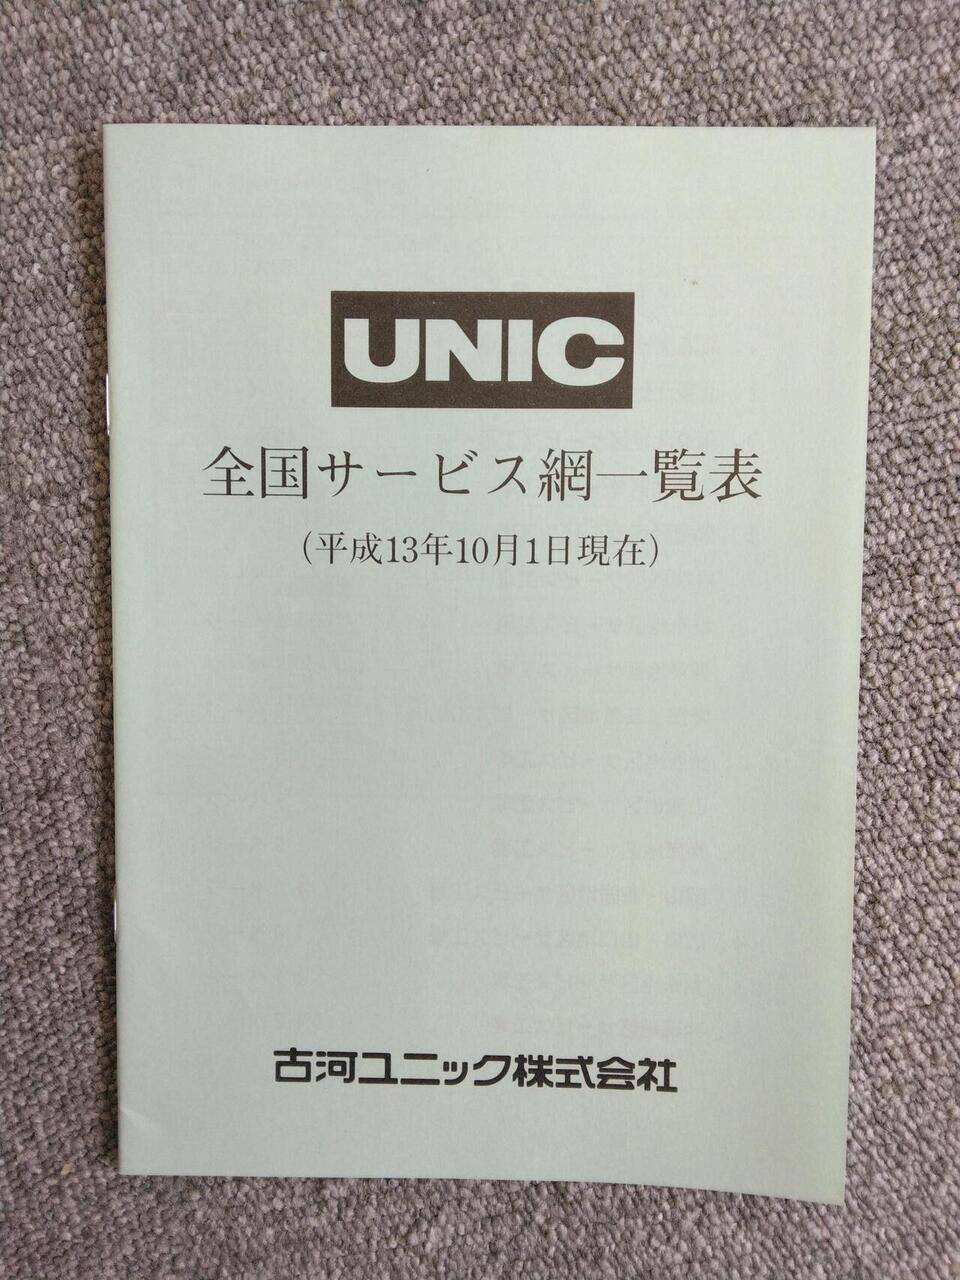 UNIC
全国サービス網一覧表
(平成13年10月1日現在)
古河ユニック株式会社